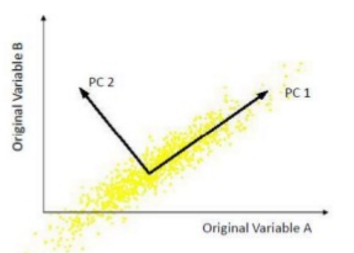 Original Variable B
PC 2
PC 1
Original Variable A